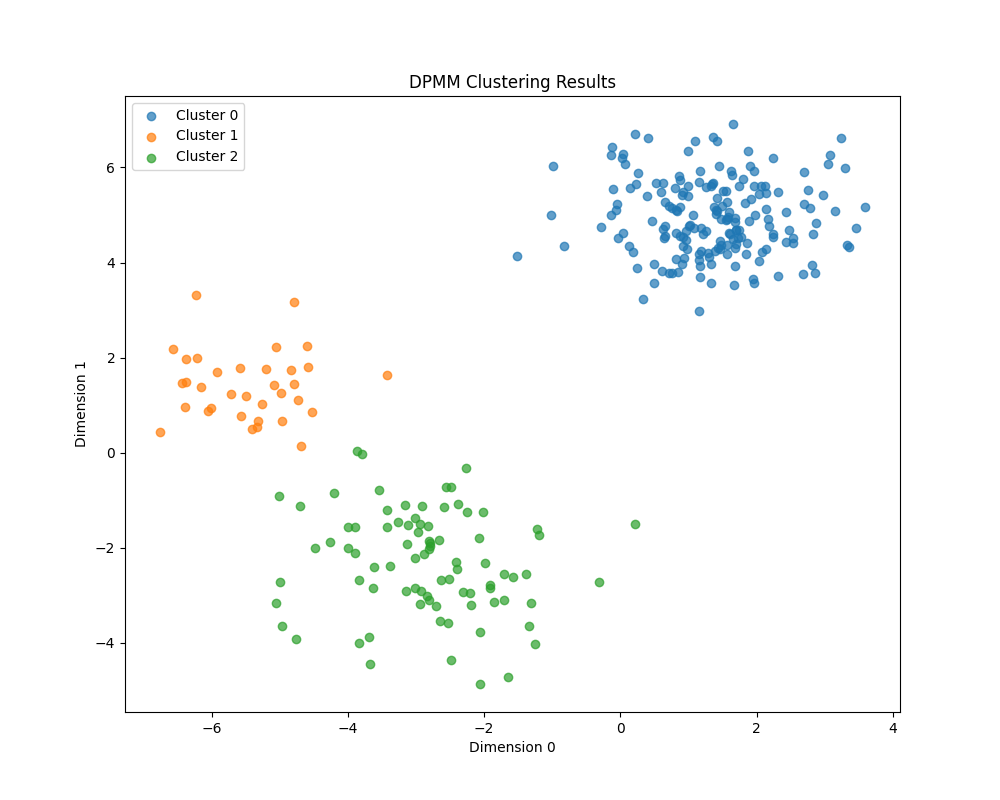 DPMM Clustering Results
Cluster 0
Cluster 1
Cluster 2
6
4
2
0
−2
−4
Dimension 1
−6
−4
−2
0
2
4
Dimension 0